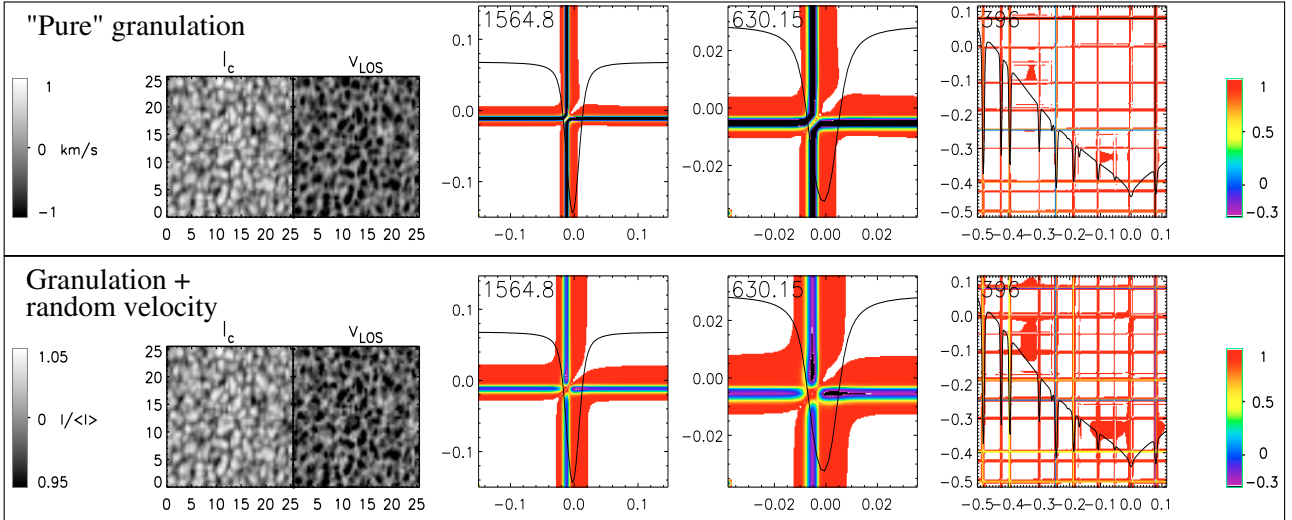 "Pure" granulation
I_c
V_LOS
1
0 km/s
-1
25
20
15
10
5
0
0 5 10 15 20 25
5 10 15 20 25
1564.8
0.1
-0.0
-0.1
-0.1 0.0 0.1
630.15
0.02
-0.00
-0.02
-0.02 0.00 0.02
396
0.1
0.0
-0.1
-0.2
-0.3
-0.4
-0.5
-0.5 -0.4 -0.3 -0.2 -0.1 0.0 0.1
1
0.5
0
-0.3
Granulation +
random velocity
I_c
V_LOS
1.05
0 I/<I>
0.95
25
20
15
10
5
0
0 5 10 15 20 25
5 10 15 20 25
1564.8
0.1
-0.0
-0.1
-0.1 0.0 0.1
630.15
0.02
0.00
-0.02
-0.02 0.00 0.02
396
0.1
0.0
-0.1
-0.2
-0.3
-0.4
-0.5
-0.5 -0.4 -0.3 -0.2 -0.1 0.0 0.1
1
0.5
0
-0.3